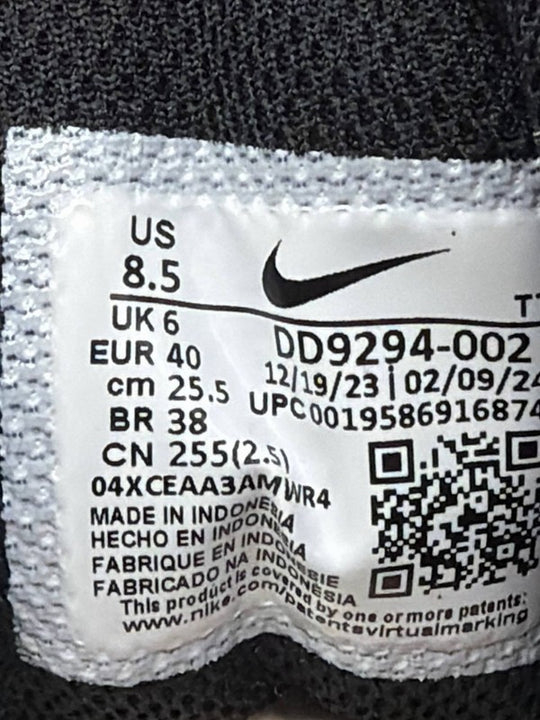 US
8.5
UK 6
EUR 40
cm 25.5
BR 38
CN 255(2.5)
DD9294-002
12/19/23 | 02/09/24
UPC 0019586916874
04XCEAA3AMWR4
MADE IN INDONESIA
HECHO EN INDONESIA
FABRIQUE EN INDONESIE
FABRICADO NA INDONESIA
This product is covered by one or more patents:
www.nike.com/patentsvirtualmarking